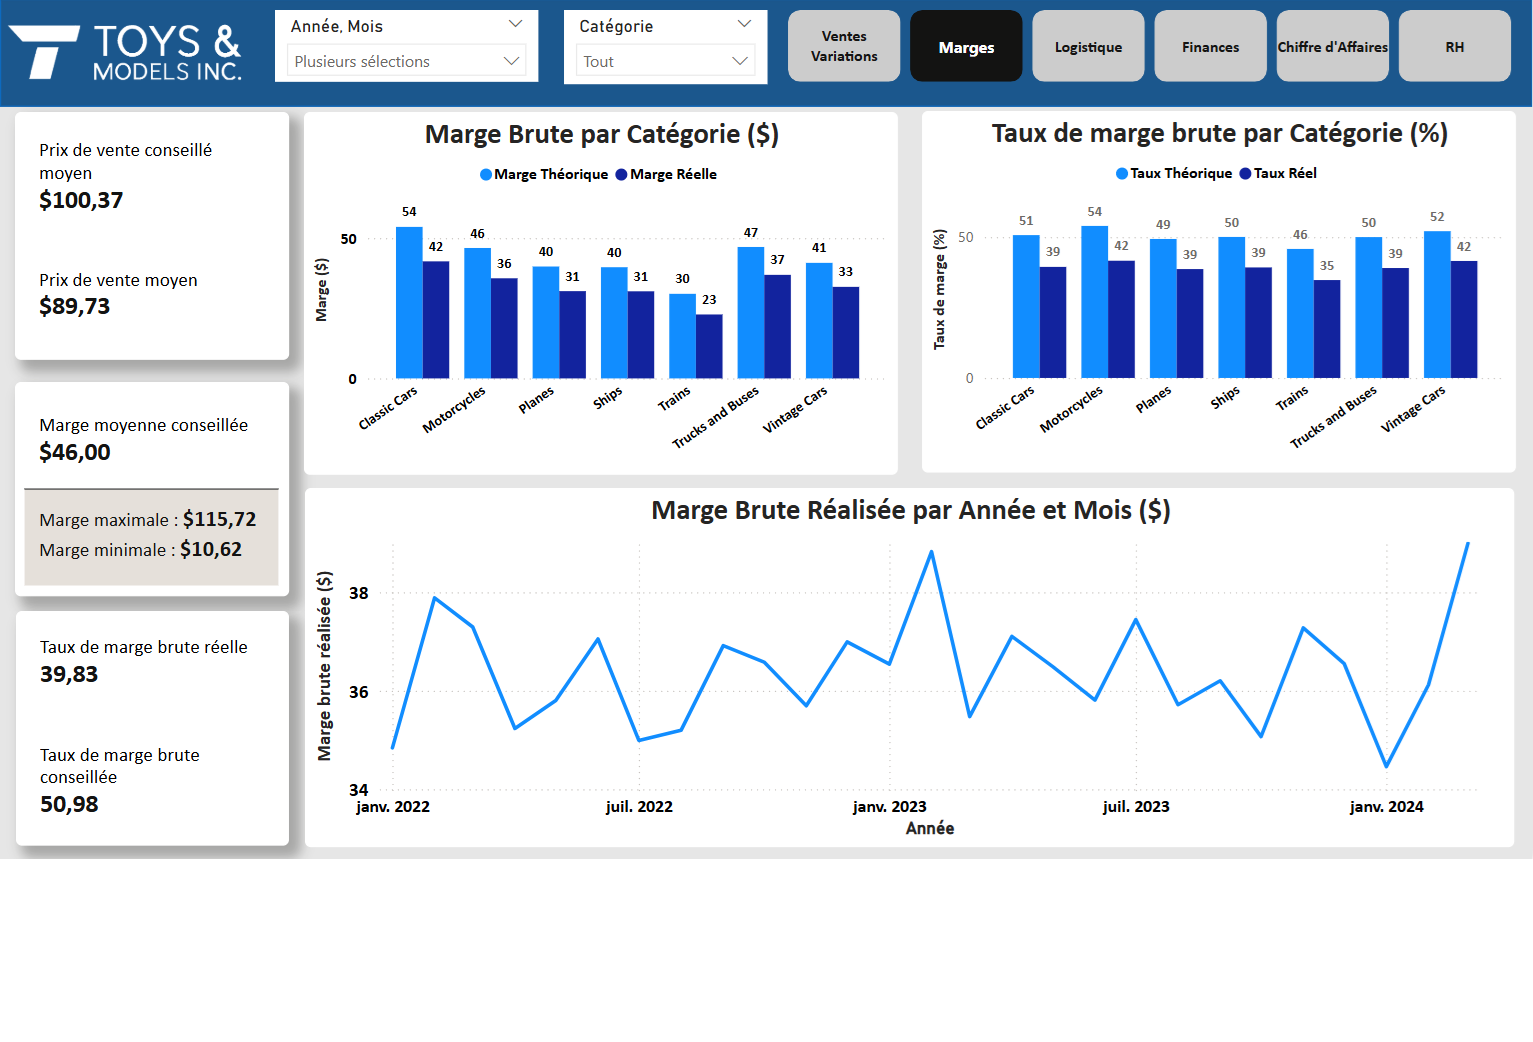 TOYS &
MODELS INC.
Année, Mois
Plusieurs sélections
Catégorie
Tout
Ventes
Variations
Marges
Logistique
Finances
Chiffre d'Affaires
RH
Prix de vente conseillé
moyen
$100,37
Prix de vente moyen
$89,73
Marge moyenne conseillée
$46,00
Marge maximale : $115,72
Marge minimale : $10,62
Taux de marge brute réelle
39,83
Taux de marge brute
conseillée
50,98
Marge Brute par Catégorie ($)
Marge Théorique Marge Réelle
Marge ($)
50
0
54
42
46
36
40
31
40
31
30
23
47
37
41
33
Classic Cars
Motorcycles
Planes
Ships
Trains
Trucks and Buses
Vintage Cars
Taux de marge brute par Catégorie (%)
Taux Théorique Taux Réel
Taux de marge (%)
50
0
51
39
54
42
49
39
50
39
46
35
50
39
52
42
Classic Cars
Motorcycles
Planes
Ships
Trains
Trucks and Buses
Vintage Cars
Marge Brute Réalisée par Année et Mois ($)
Marge brute réalisée ($)
38
36
34
janv. 2022
juil. 2022
janv. 2023
juil. 2023
janv. 2024
Année